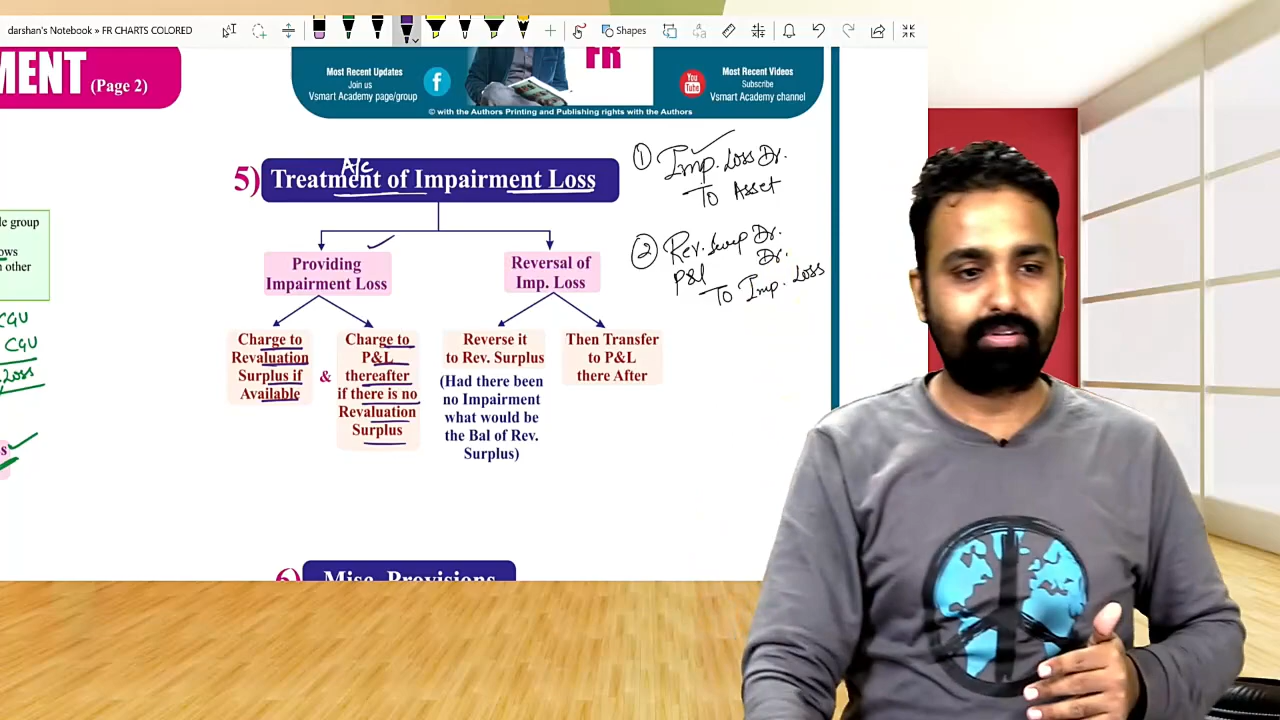 darshan's Notebook » FR CHARTS COLORED
Shapes
MENT (Page 2)
FR
Most Recent Updates
Join us
Vsmart Academy page/group
f
You
Tube
Most Recent Videos
Subscribe
Vsmart Academy channel
© with the Authors Printing and Publishing rights with the Authors
le group
ows
n other
CGU
CGU
Loss
s
A/c
5) Treatment of Impairment Loss
Providing
Impairment Loss
Reversal of
Imp. Loss
Charge to
Revaluation
Surplus if
Available
&
Charge to
P&L
thereafter
if there is no
Revaluation
Surplus
Reverse it
to Rev. Surplus
(Had there been
no Impairment
what would be
the Bal of Rev.
Surplus)
Then Transfer
to P&L
there After
① Imp. Loss Dr.
To Asset
② Rev. Surp Dr.
P&L Dr.
To Imp. Loss
6) Misc. Provisions